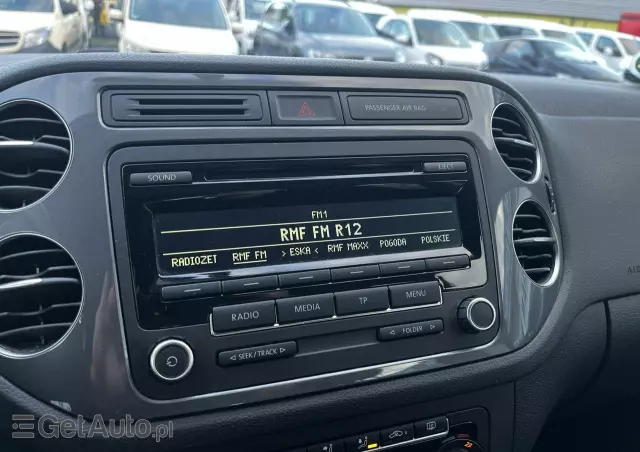 PASSENGER AIR BAG
SOUND
EJECT
FM1
RMF FM R12
RADIOZET RMF FM > ESKA < RMF MAXX POGODA POLSKIE
RADIO MEDIA TP MENU
< SEEK / TRACK >
< FOLDER >
GetAuto.pl